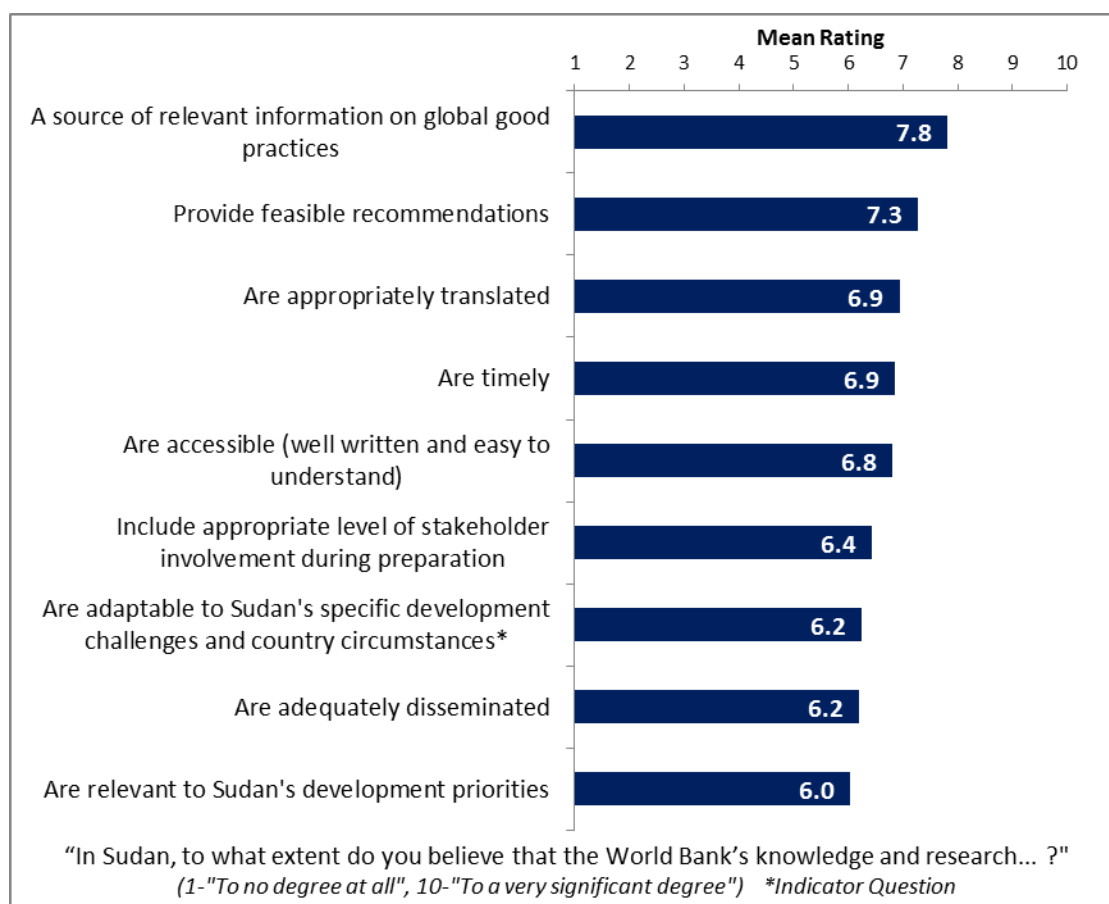 Mean Rating
1 2 3 4 5 6 7 8 9 10
A source of relevant information on global good
practices
7.8
Provide feasible recommendations
7.3
Are appropriately translated
6.9
Are timely
6.9
Are accessible (well written and easy to
understand)
6.8
Include appropriate level of stakeholder
involvement during preparation
6.4
Are adaptable to Sudan's specific development
challenges and country circumstances*
6.2
Are adequately disseminated
6.2
Are relevant to Sudan's development priorities
6.0
“In Sudan, to what extent do you believe that the World Bank’s knowledge and research... ?"
(1-"To no degree at all", 10-"To a very significant degree") *Indicator Question